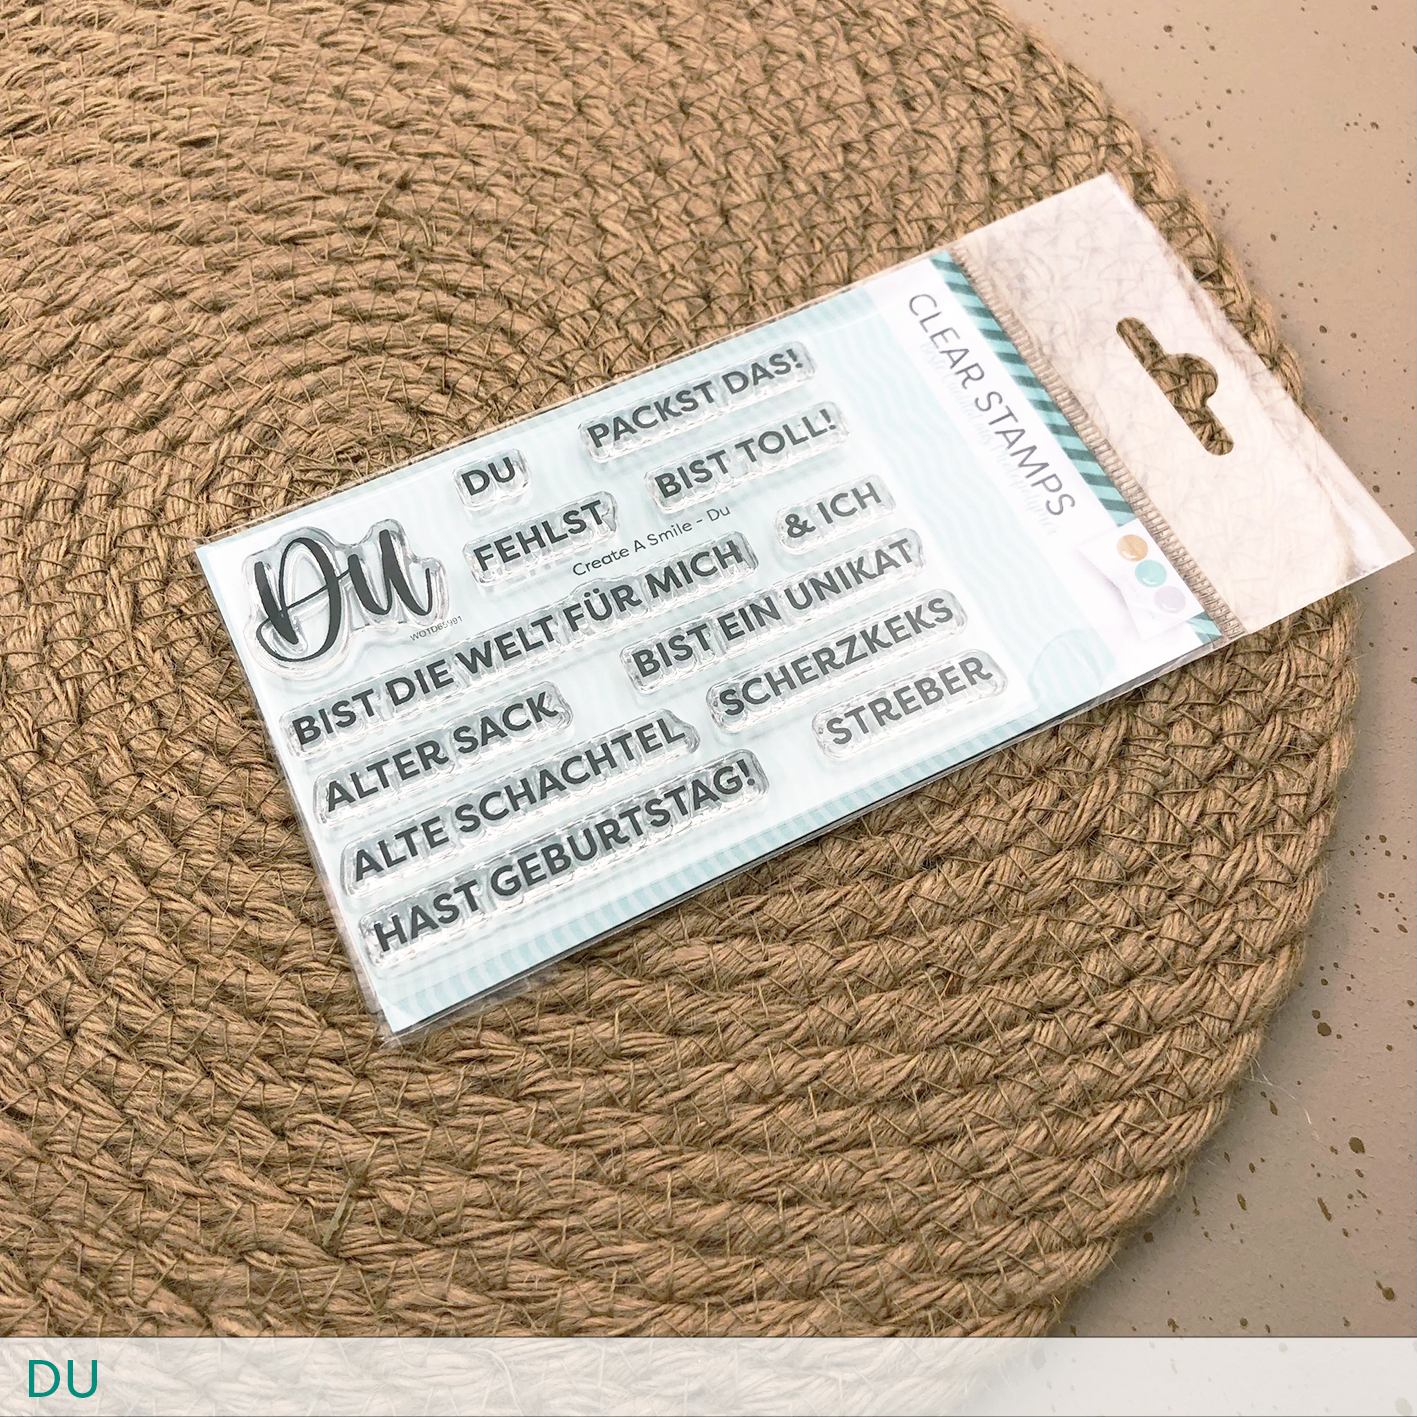 CLEAR STAMPS
DU
PACKST DAS!
FEHLST
BIST TOLL!
Create A Smile - Du
Du
& ICH
BIST DIE WELT FÜR MICH
BIST EIN UNIKAT
ALTER SACK
SCHERZKEKS
ALTE SCHACHTEL
STREBER
HAST GEBURTSTAG!
DU